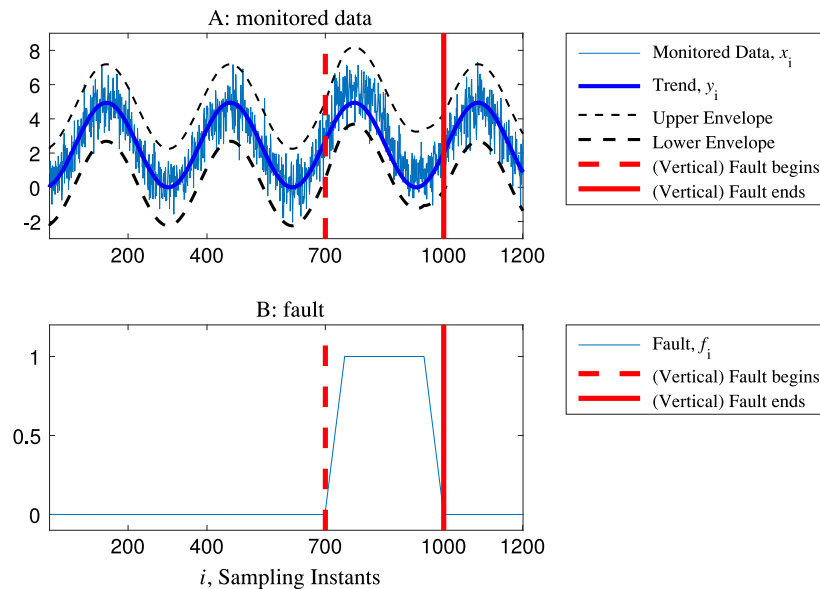 A: monitored data
8
6
4
2
0
-2
200
400
700
1000
1200
Monitored Data, xi
Trend, yi
Upper Envelope
Lower Envelope
(Vertical) Fault begins
(Vertical) Fault ends
B: fault
1
0.5
0
200
400
700
1000
1200
i, Sampling Instants
Fault, fi
(Vertical) Fault begins
(Vertical) Fault ends